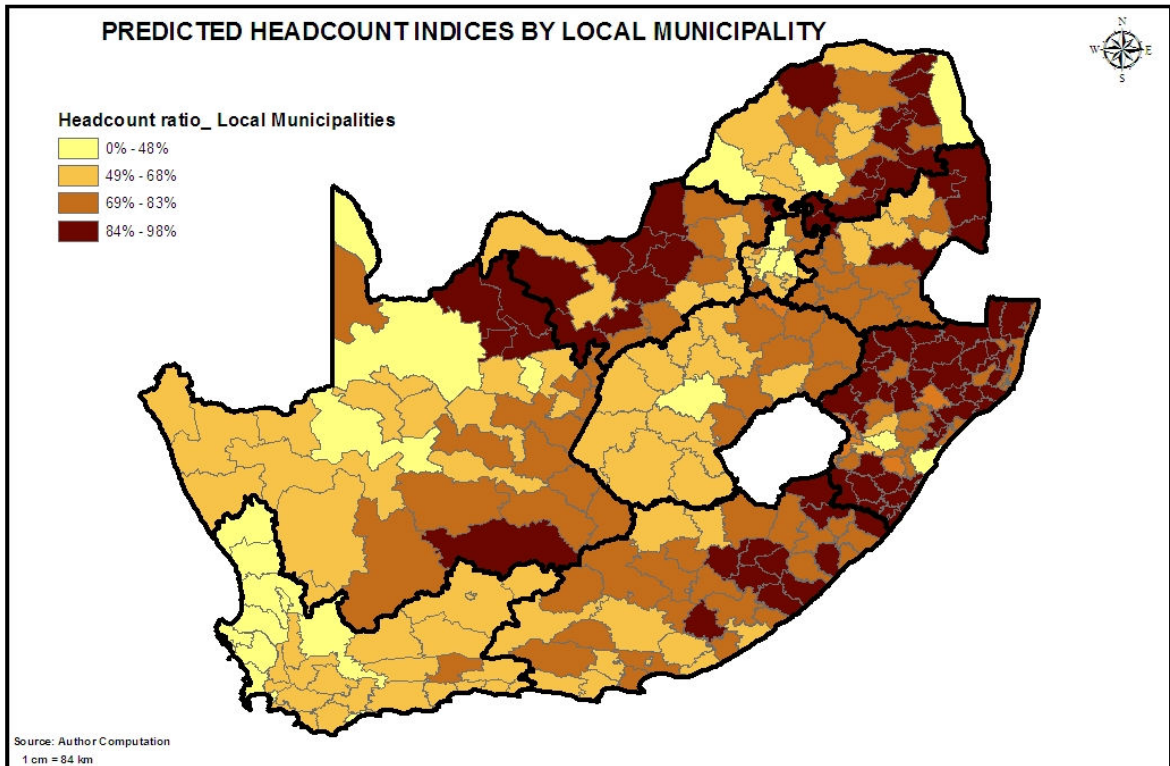 PREDICTED HEADCOUNT INDICES BY LOCAL MUNICIPALITY
N
W E
S
Headcount ratio_ Local Municipalities
0% - 48%
49% - 68%
69% - 83%
84% - 98%
Source: Author Computation
1 cm = 84 km